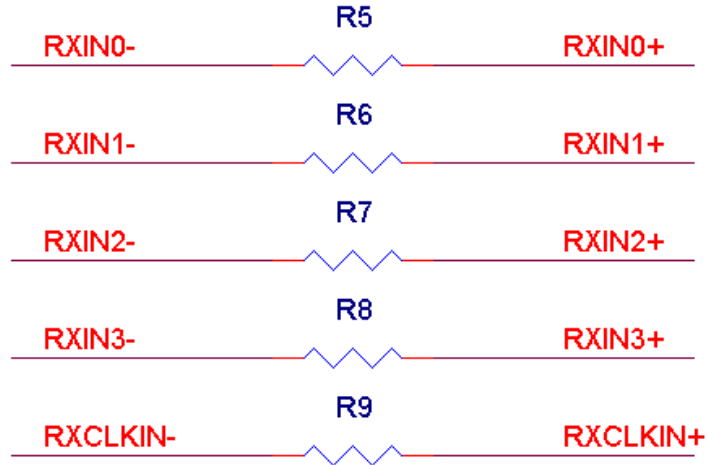 R5
RXIN0- RXIN0+
R6
RXIN1- RXIN1+
R7
RXIN2- RXIN2+
R8
RXIN3- RXIN3+
R9
RXCLKIN- RXCLKIN+